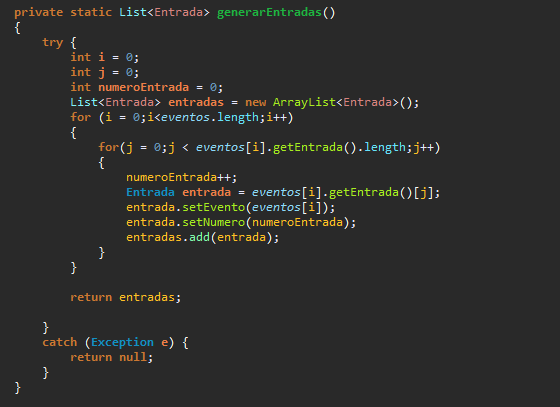 private static List<Entrada> generarEntradas()
{
try {
int i = 0;
int j = 0;
int numeroEntrada = 0;
List<Entrada> entradas = new ArrayList<Entrada>();
for (i = 0;i<eventos.length;i++)
{
for(j = 0;j < eventos[i].getEntrada().length;j++)
{
numeroEntrada++;
Entrada entrada = eventos[i].getEntrada()[j];
entrada.setEvento(eventos[i]);
entrada.setNumero(numeroEntrada);
entradas.add(entrada);
}
}
return entradas;
}
catch (Exception e) {
return null;
}
}